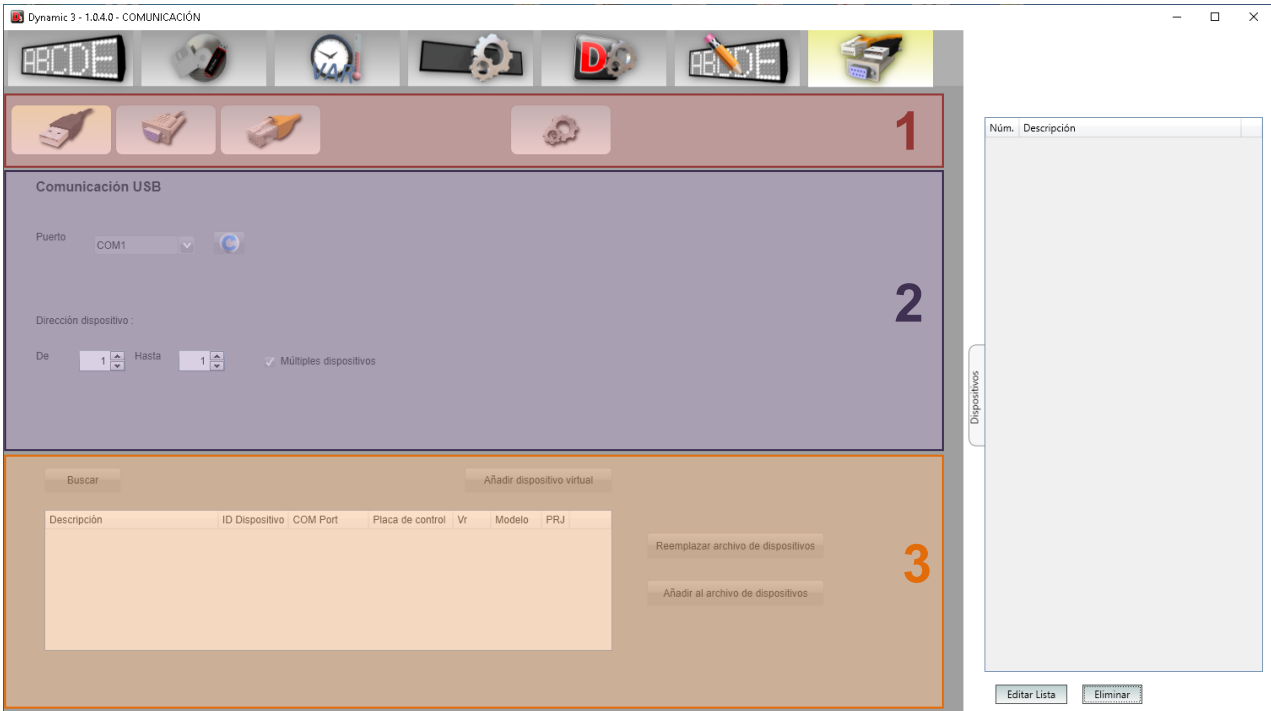 Dynamic 3 - 1.0.4.0 - COMUNICACIÓN
ABCDE
VAR
D
ABCDE
1
Comunicación USB
Puerto
COM1
C
2
Dirección dispositivo :
De 1 Hasta 1 Múltiples dispositivos
Buscar Añadir dispositivo virtual
Descripción ID Dispositivo COM Port Placa de control Vr Modelo PRJ
Reemplazar archivo de dispositivos
3
Añadir al archivo de dispositivos
Dispositivos
Núm. Descripción
Editar Lista Eliminar